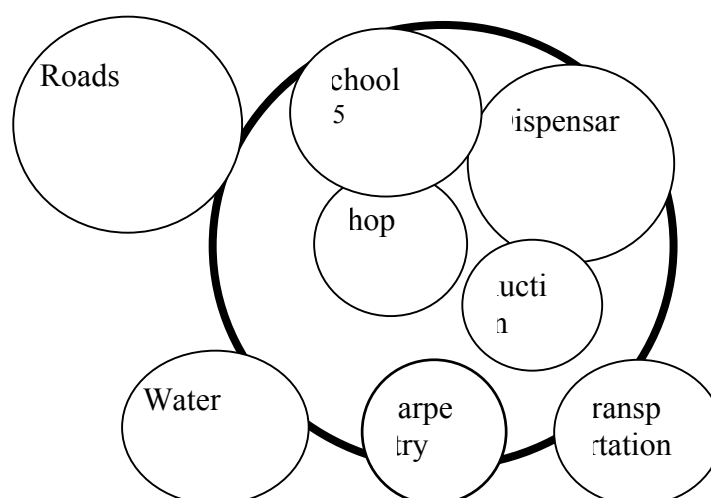 Roads
chool
5
ispensar
hop
ucti
n
Water
arpe
try
ransp
rtation